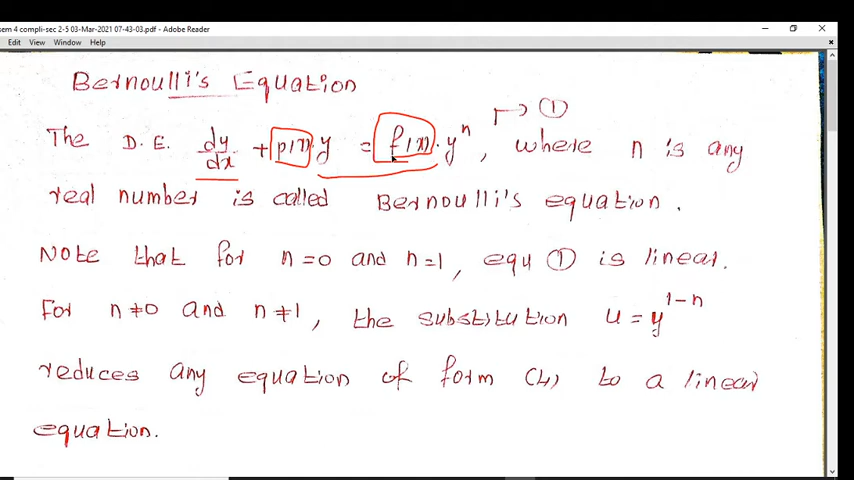 sem 4 compli-sec 2-5 03-Mar-2021 07-43-03.pdf - Adobe Reader
Edit View Window Help
Bernoulli's Equation
The D.E. dy/dx + p(x).y = f(x).y^n, → ① where n is any
real number is called Bernoulli's equation.
Note that for n=0 and n=1, equ ① is linear.
For n≠0 and n≠1, the substitution u = y^1-n
reduces any equation of form (4) to a linear
equation.